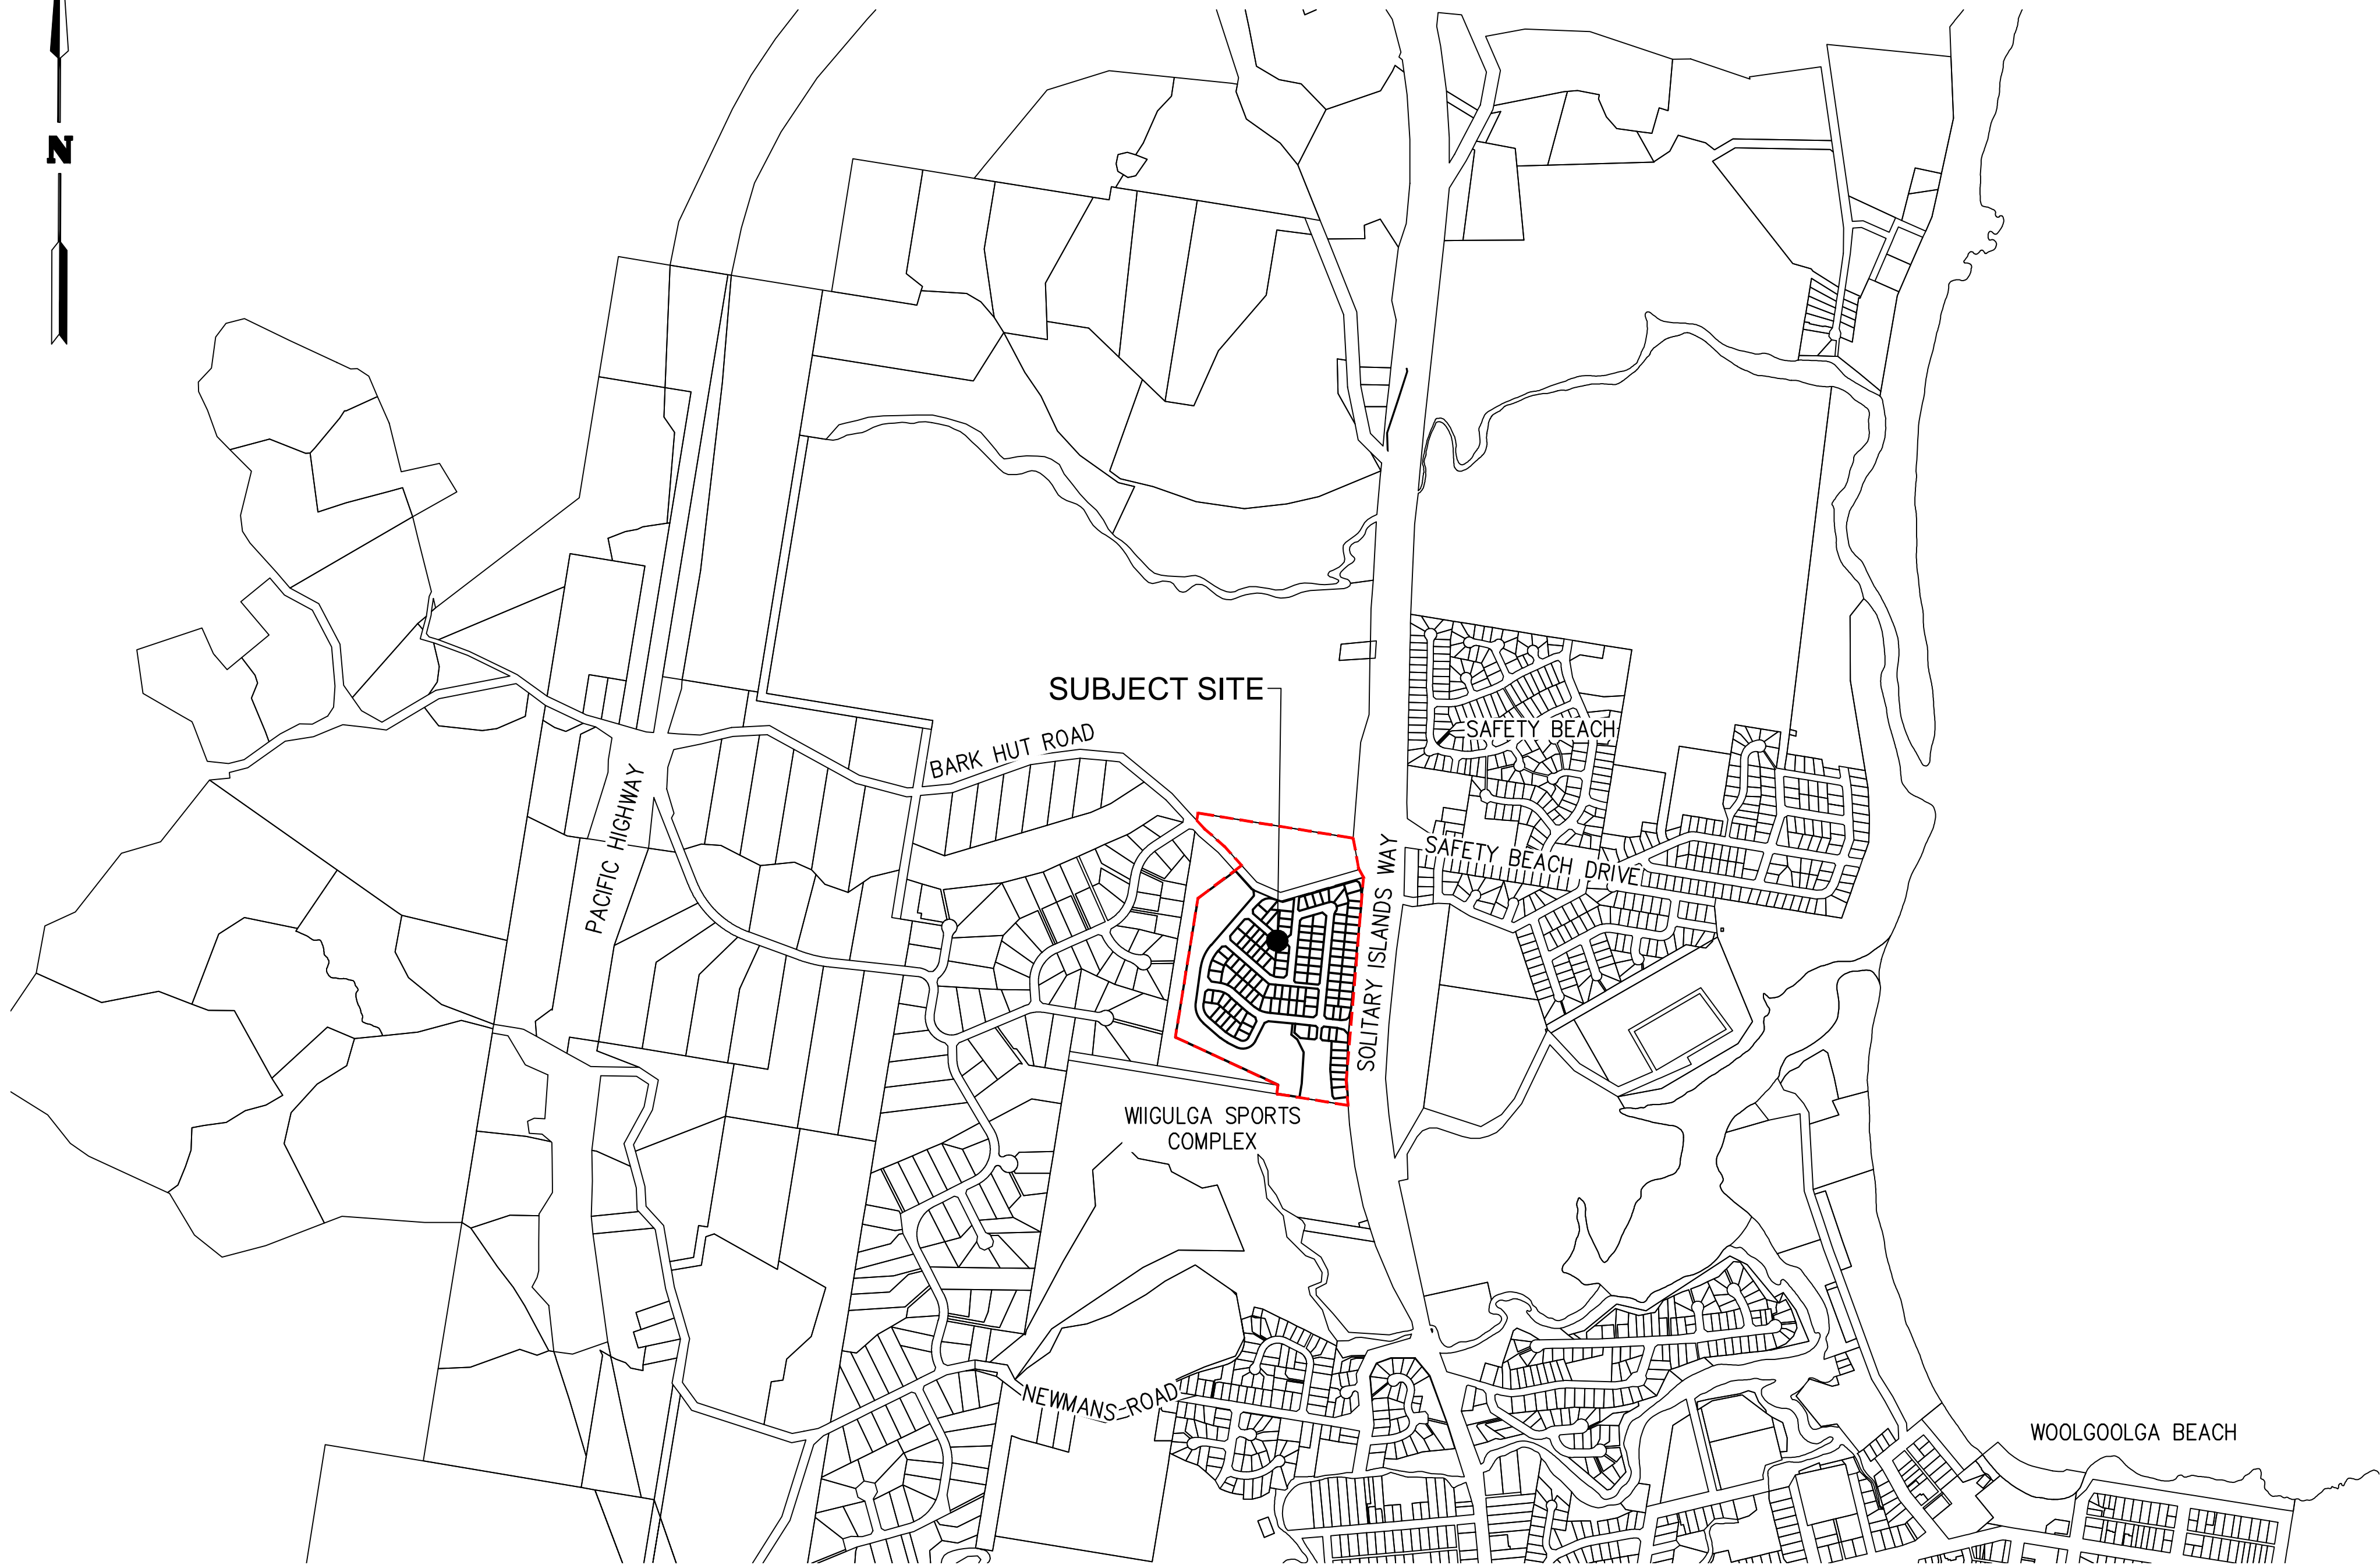 N
SUBJECT SITE
BARK HUT ROAD
SAFETY BEACH
PACIFIC HIGHWAY
SAFETY BEACH DRIVE
SOLITARY ISLANDS WAY
WIIGULGA SPORTS
COMPLEX
NEWMANS ROAD
WOOLGOOLGA BEACH